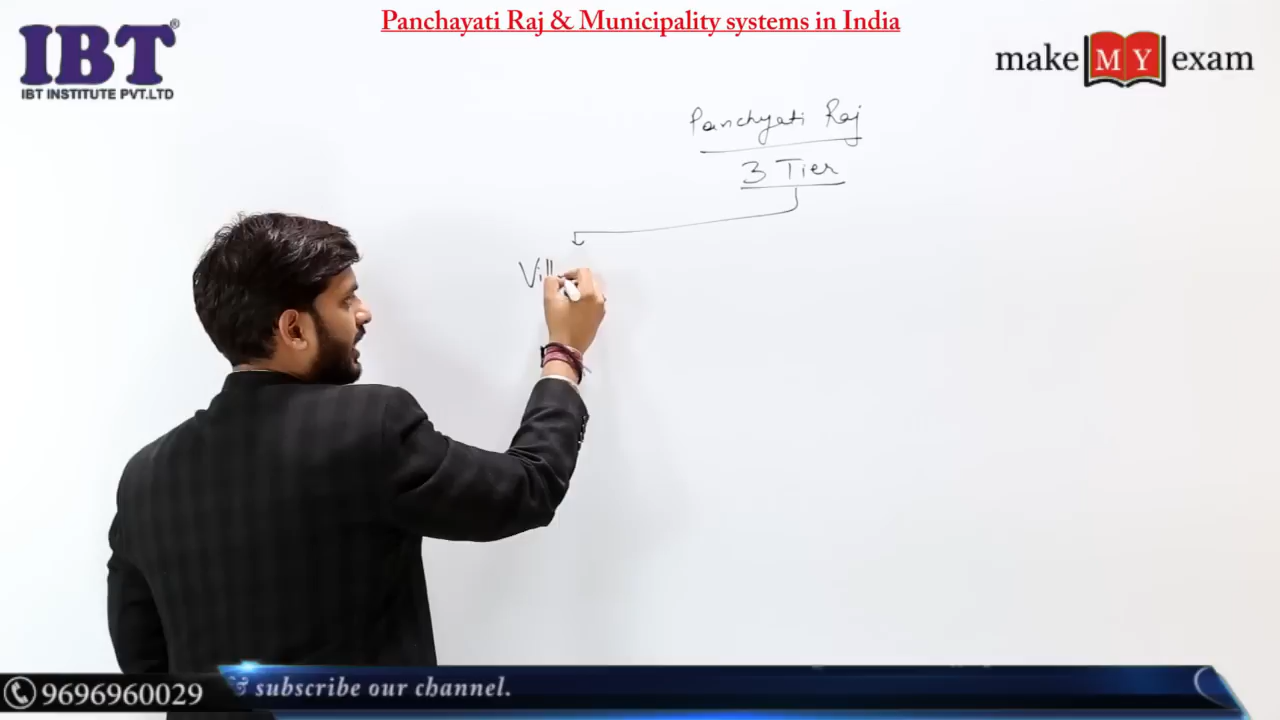 Panchayati Raj & Municipality systems in India
IBT®
IBT INSTITUTE PVT.LTD
make MY exam
Panchyati Raj
3 Tier
Vill
9696960029
& subscribe our channel.